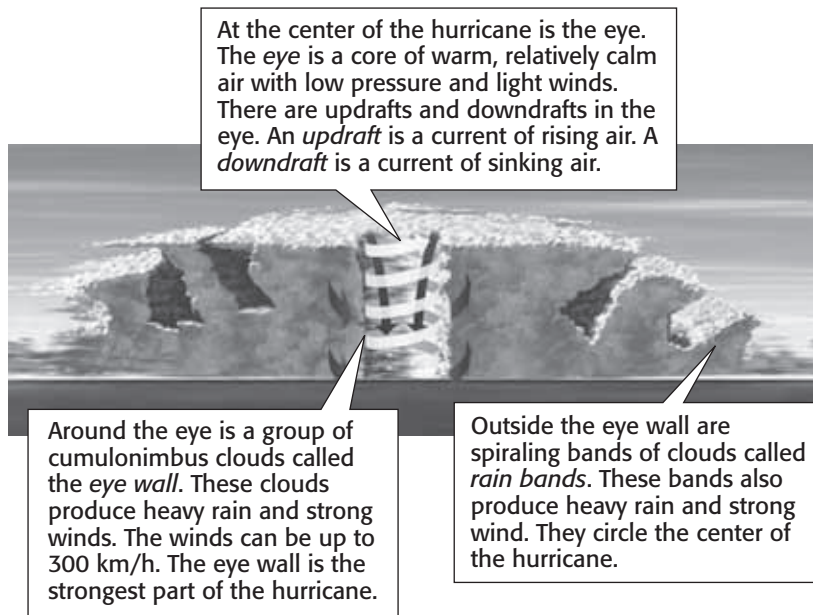 At the center of the hurricane is the eye.
The eye is a core of warm, relatively calm
air with low pressure and light winds.
There are updrafts and downdrafts in the
eye. An updraft is a current of rising air. A
downdraft is a current of sinking air.
Around the eye is a group of
cumulonimbus clouds called
the eye wall. These clouds
produce heavy rain and strong
winds. The winds can be up to
300 km/h. The eye wall is the
strongest part of the hurricane.
Outside the eye wall are
spiraling bands of clouds called
rain bands. These bands also
produce heavy rain and strong
wind. They circle the center of
the hurricane.